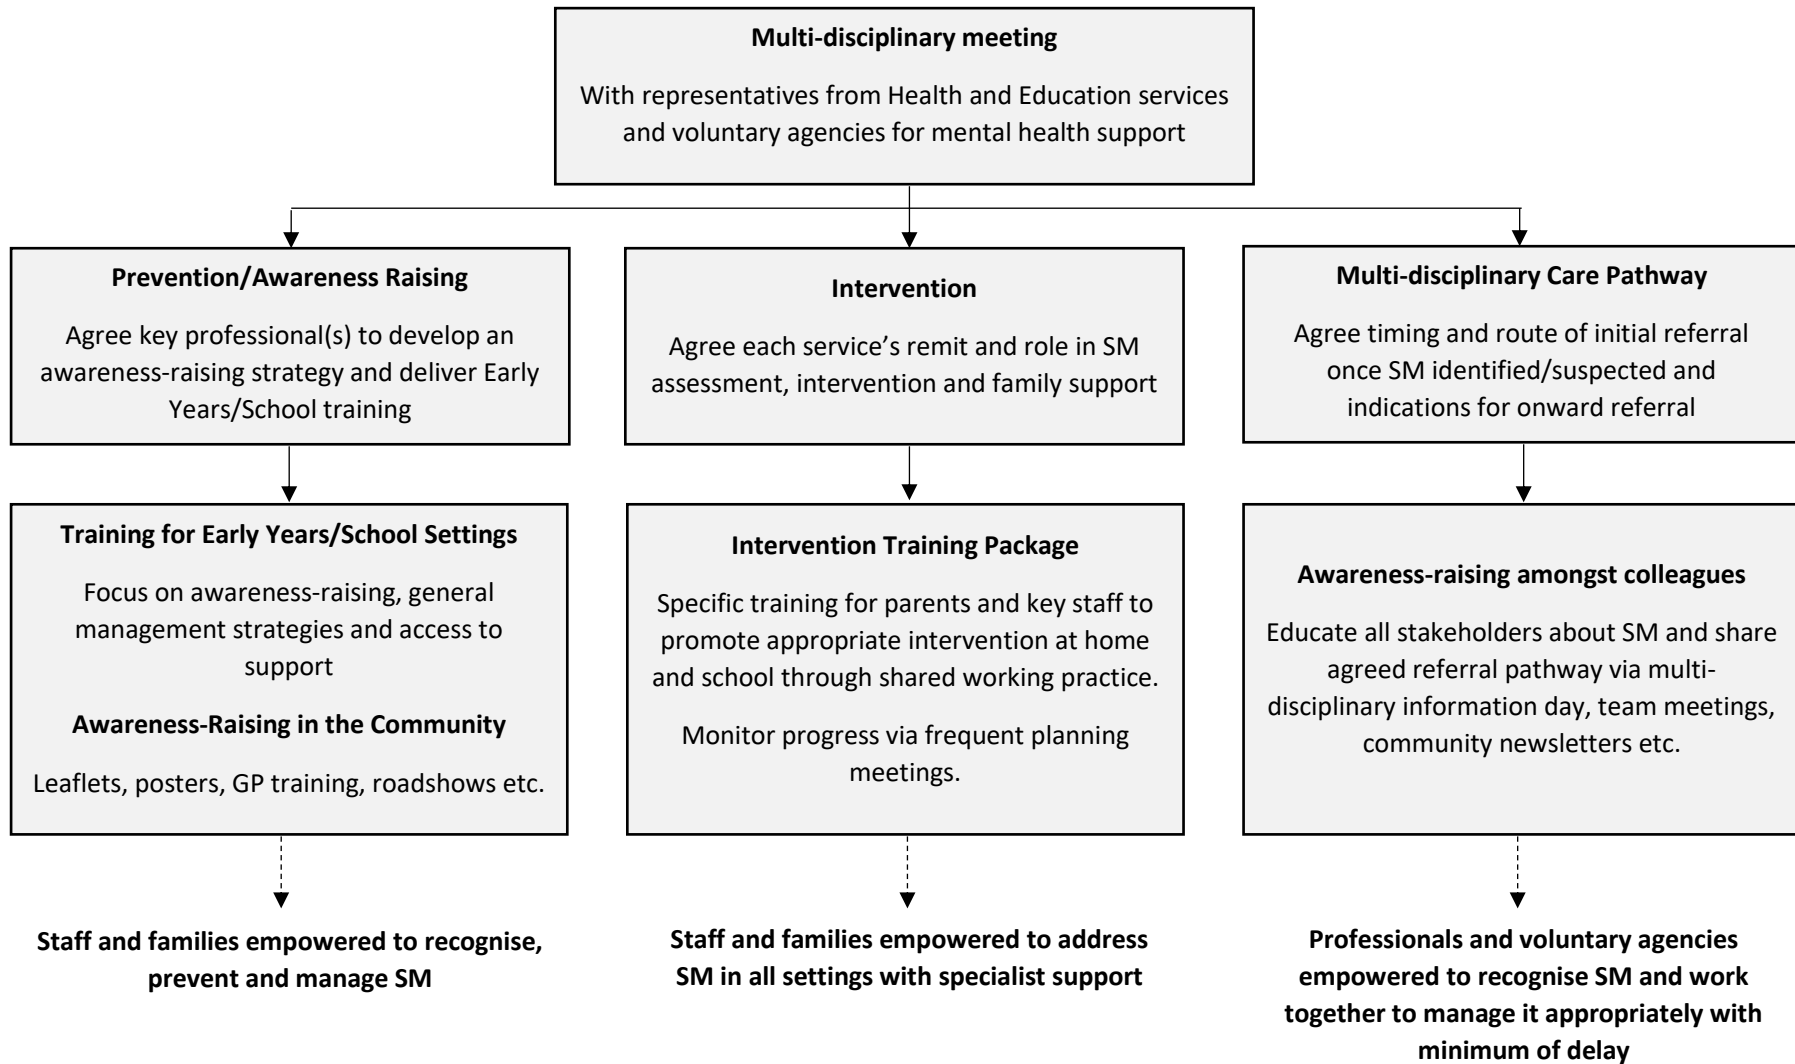 Multi-disciplinary meeting
With representatives from Health and Education services
and voluntary agencies for mental health support
Prevention/Awareness Raising
Agree key professional(s) to develop an
awareness-raising strategy and deliver Early
Years/School training
Intervention
Agree each service’s remit and role in SM
assessment, intervention and family support
Multi-disciplinary Care Pathway
Agree timing and route of initial referral
once SM identified/suspected and
indications for onward referral
Training for Early Years/School Settings
Focus on awareness-raising, general
management strategies and access to
support
Awareness-Raising in the Community
Leaflets, posters, GP training, roadshows etc.
Intervention Training Package
Specific training for parents and key staff to
promote appropriate intervention at home
and school through shared working practice.
Monitor progress via frequent planning
meetings.
Awareness-raising amongst colleagues
Educate all stakeholders about SM and share
agreed referral pathway via multi-
disciplinary information day, team meetings,
community newsletters etc.
Staff and families empowered to recognise,
prevent and manage SM
Staff and families empowered to address
SM in all settings with specialist support
Professionals and voluntary agencies
empowered to recognise SM and work
together to manage it appropriately with
minimum of delay